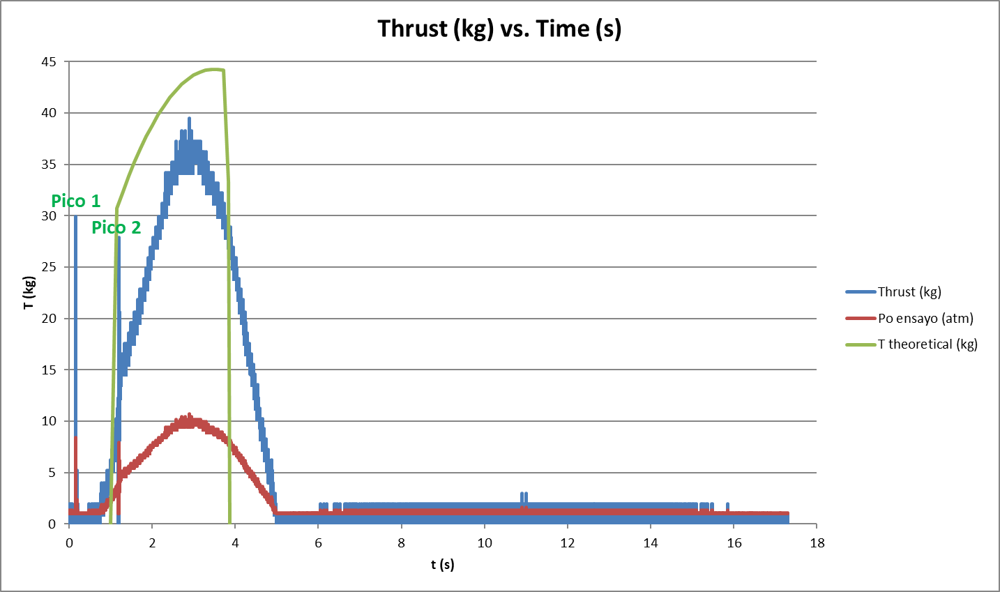 Thrust (kg) vs. Time (s)
45
40
35
30
25
20
15
10
5
0
T (kg)
Pico 1
Pico 2
0 2 4 6 8 10 12 14 16 18
t (s)
Thrust (kg)
Po ensayo (atm)
T theoretical (kg)